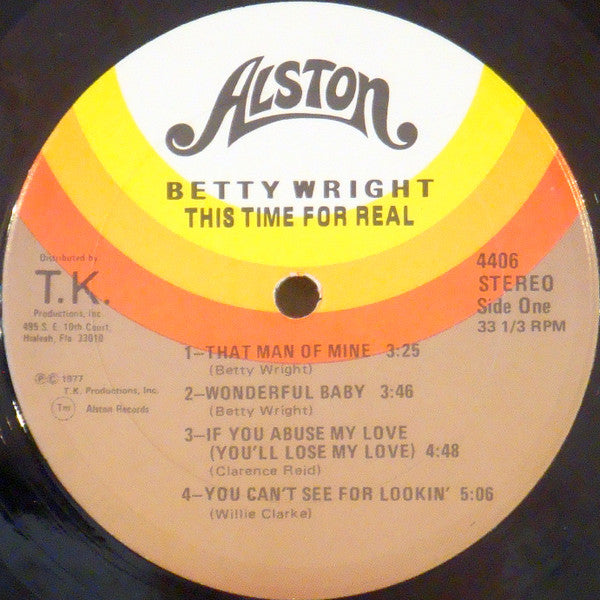 ALSTON
BETTY WRIGHT
THIS TIME FOR REAL
Distributed by
T.K.
Productions, Inc.
495 S. E. 10th Court,
Hialeah, Fla 33010
℗ © 1977
T.K. Productions, Inc.
Tm Alston Records
4406
STEREO
Side One
33 1/3 RPM
1—THAT MAN OF MINE 3:25
(Betty Wright)
2—WONDERFUL BABY 3:46
(Betty Wright)
3—IF YOU ABUSE MY LOVE
(YOU'LL LOSE MY LOVE) 4:48
(Clarence Reid)
4—YOU CAN'T SEE FOR LOOKIN' 5:06
(Willie Clarke)